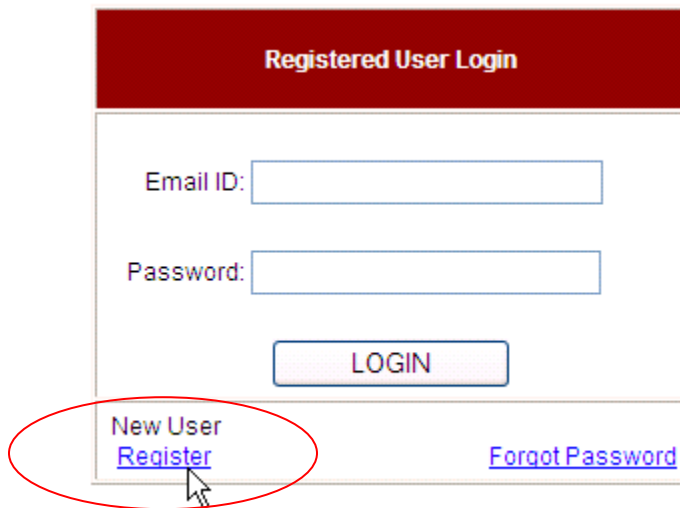 Registered User Login
Email ID:
Password:
LOGIN
New User
Register
Forgot Password